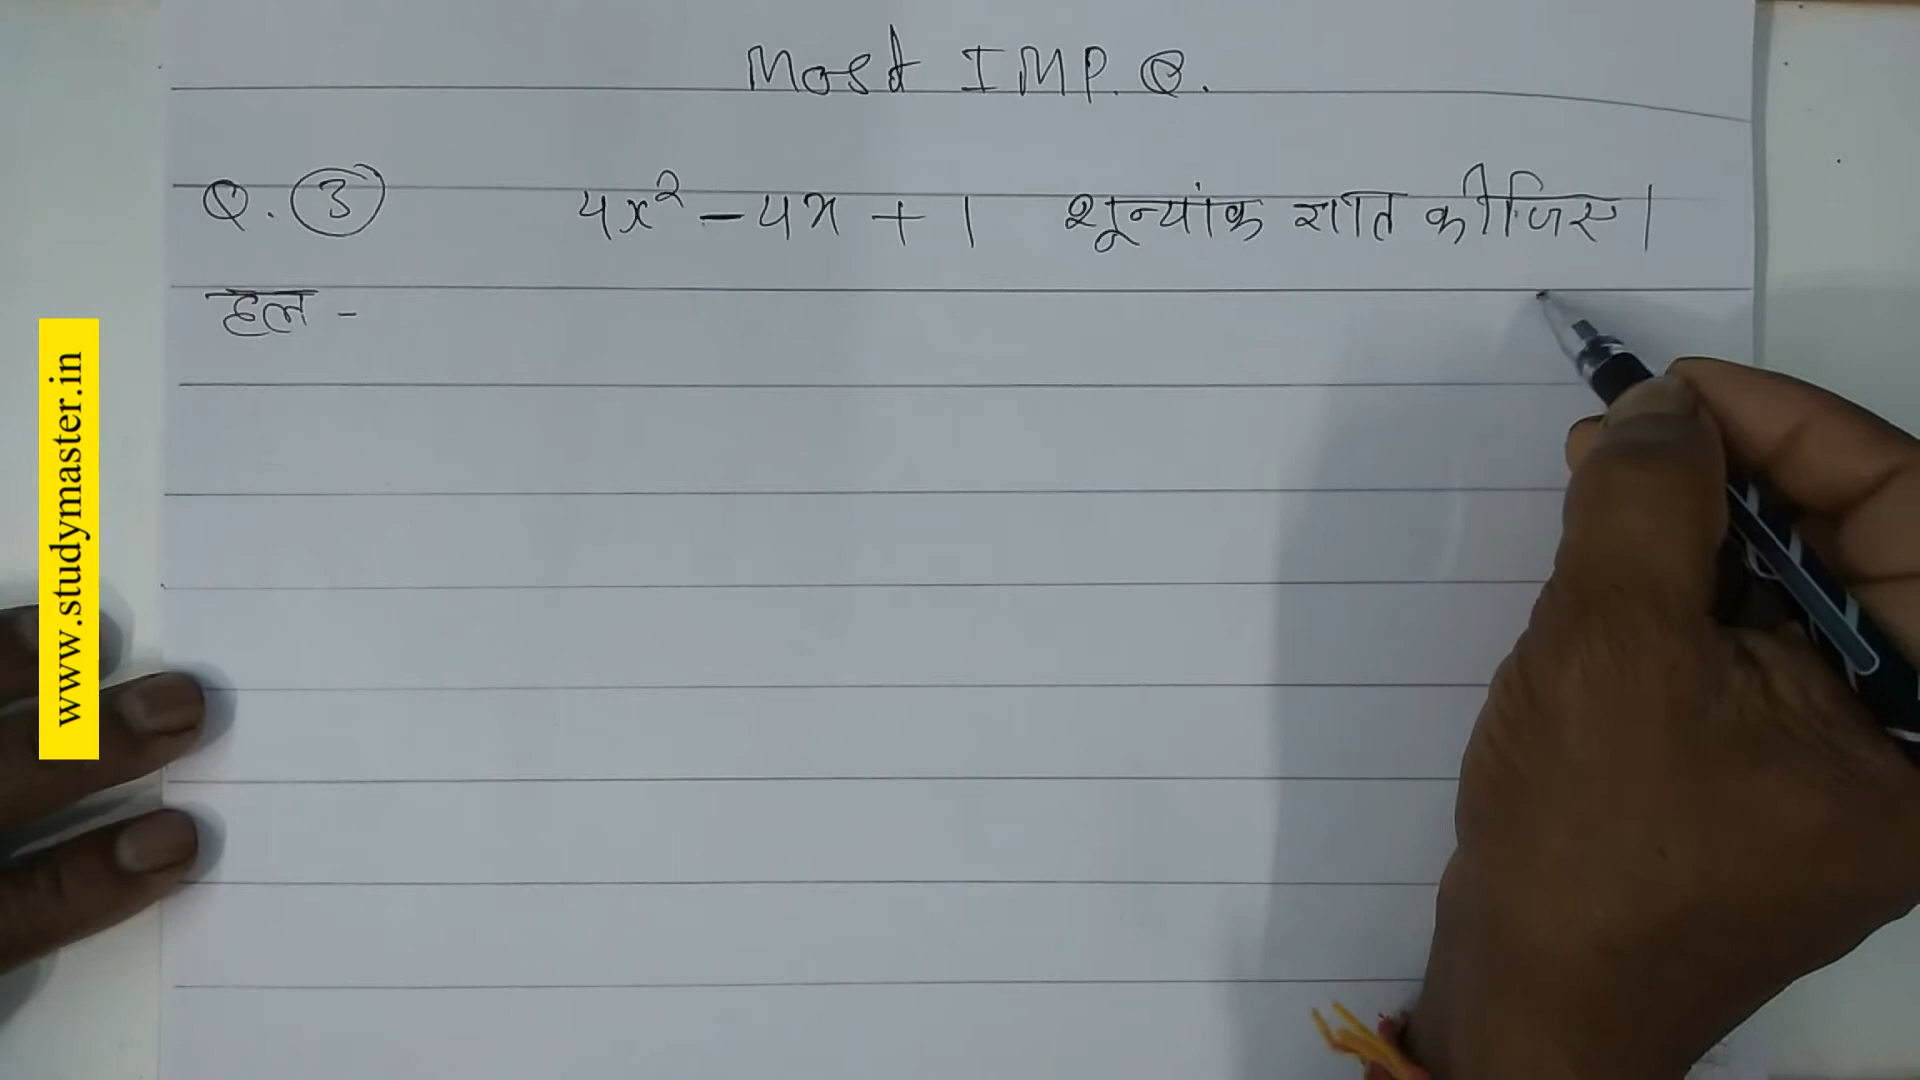 Most IMP. Q.
Q. 3 4x² - 4x + 1 शून्यांक ज्ञात कीजिए।
हल -
www.studymaster.in